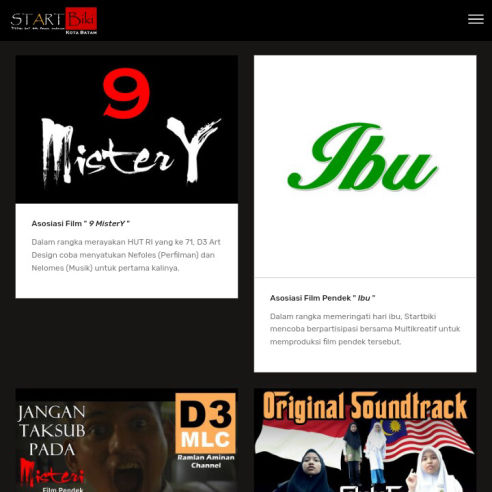 START Biki
KOTA BATAM
9
MisterY
Asosiasi Film " 9 MisterY "
Dalam rangka merayakan HUT RI yang ke 71, D3 Art
Design coba menyatukan Nefoles (Perfilman) dan
Nelomes (Musik) untuk pertama kalinya.
Ibu
Asosiasi Film Pendek " Ibu "
Dalam rangka memeringati hari ibu, Startbiki
mencoba berpartisipasi bersama Multikreatif untuk
memproduksi film pendek tersebut.
JANGAN
TAKSUB
PADA
Misteri
Film Pendek
D3
MLC
Ramlan Aminan
Channel
Original Soundtrack